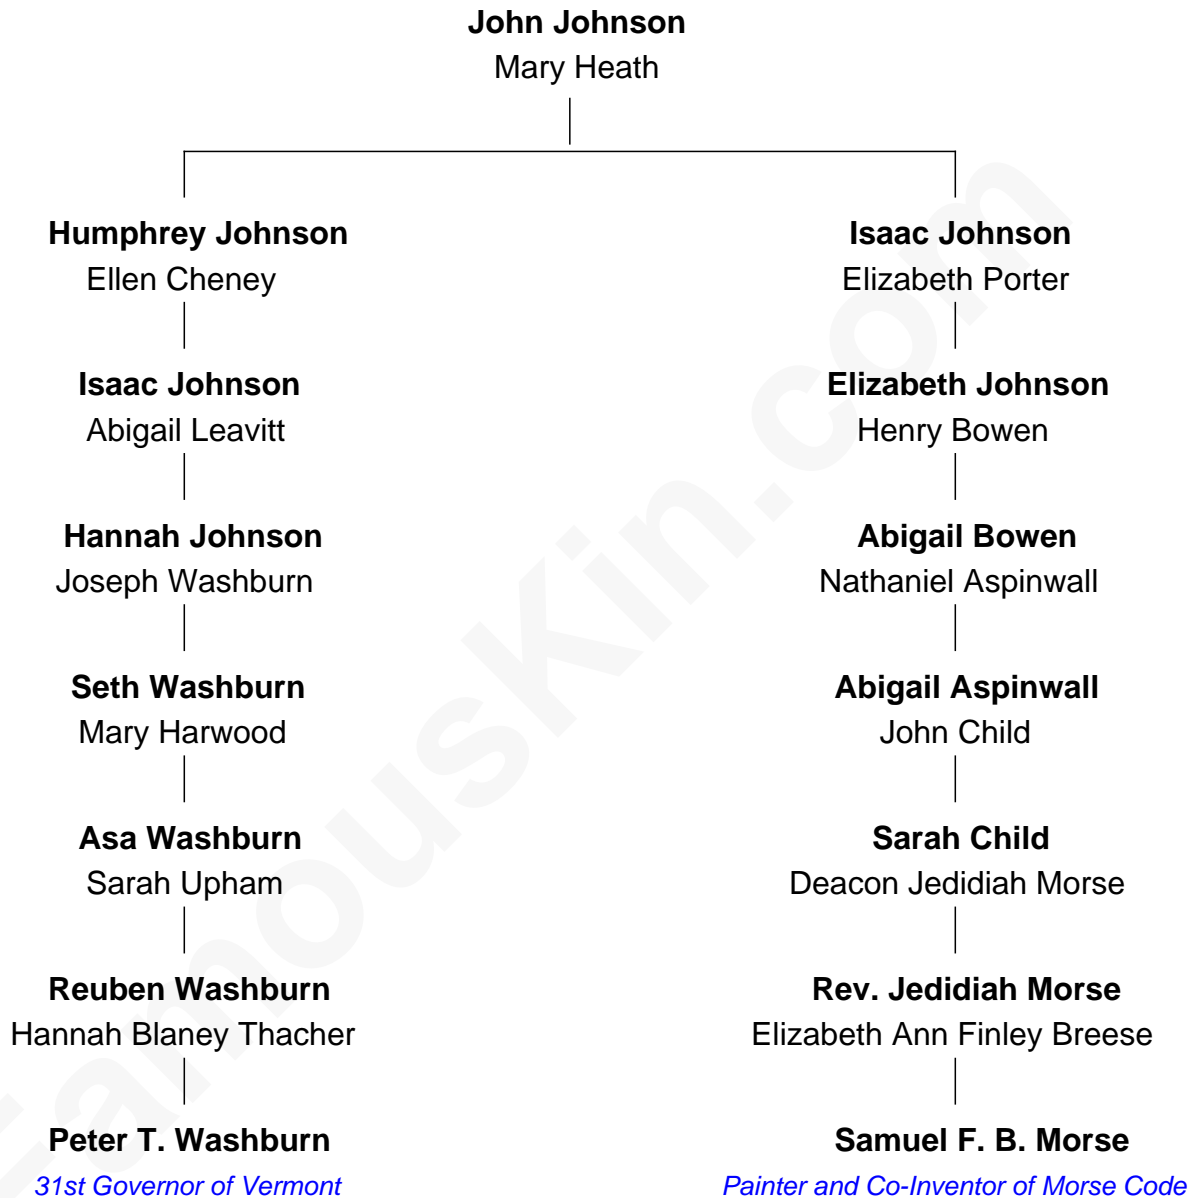 John Johnson
Mary Heath
Humphrey Johnson
Ellen Cheney
Isaac Johnson
Elizabeth Porter
Isaac Johnson
Abigail Leavitt
Elizabeth Johnson
Henry Bowen
Hannah Johnson
Joseph Washburn
Abigail Bowen
Nathaniel Aspinwall
Seth Washburn
Mary Harwood
Abigail Aspinwall
John Child
Asa Washburn
Sarah Upham
Sarah Child
Deacon Jedidiah Morse
Reuben Washburn
Hannah Blaney Thacher
Rev. Jedidiah Morse
Elizabeth Ann Finley Breese
Peter T. Washburn
31st Governor of Vermont
Samuel F. B. Morse
Painter and Co-Inventor of Morse Code
FamousKin.com